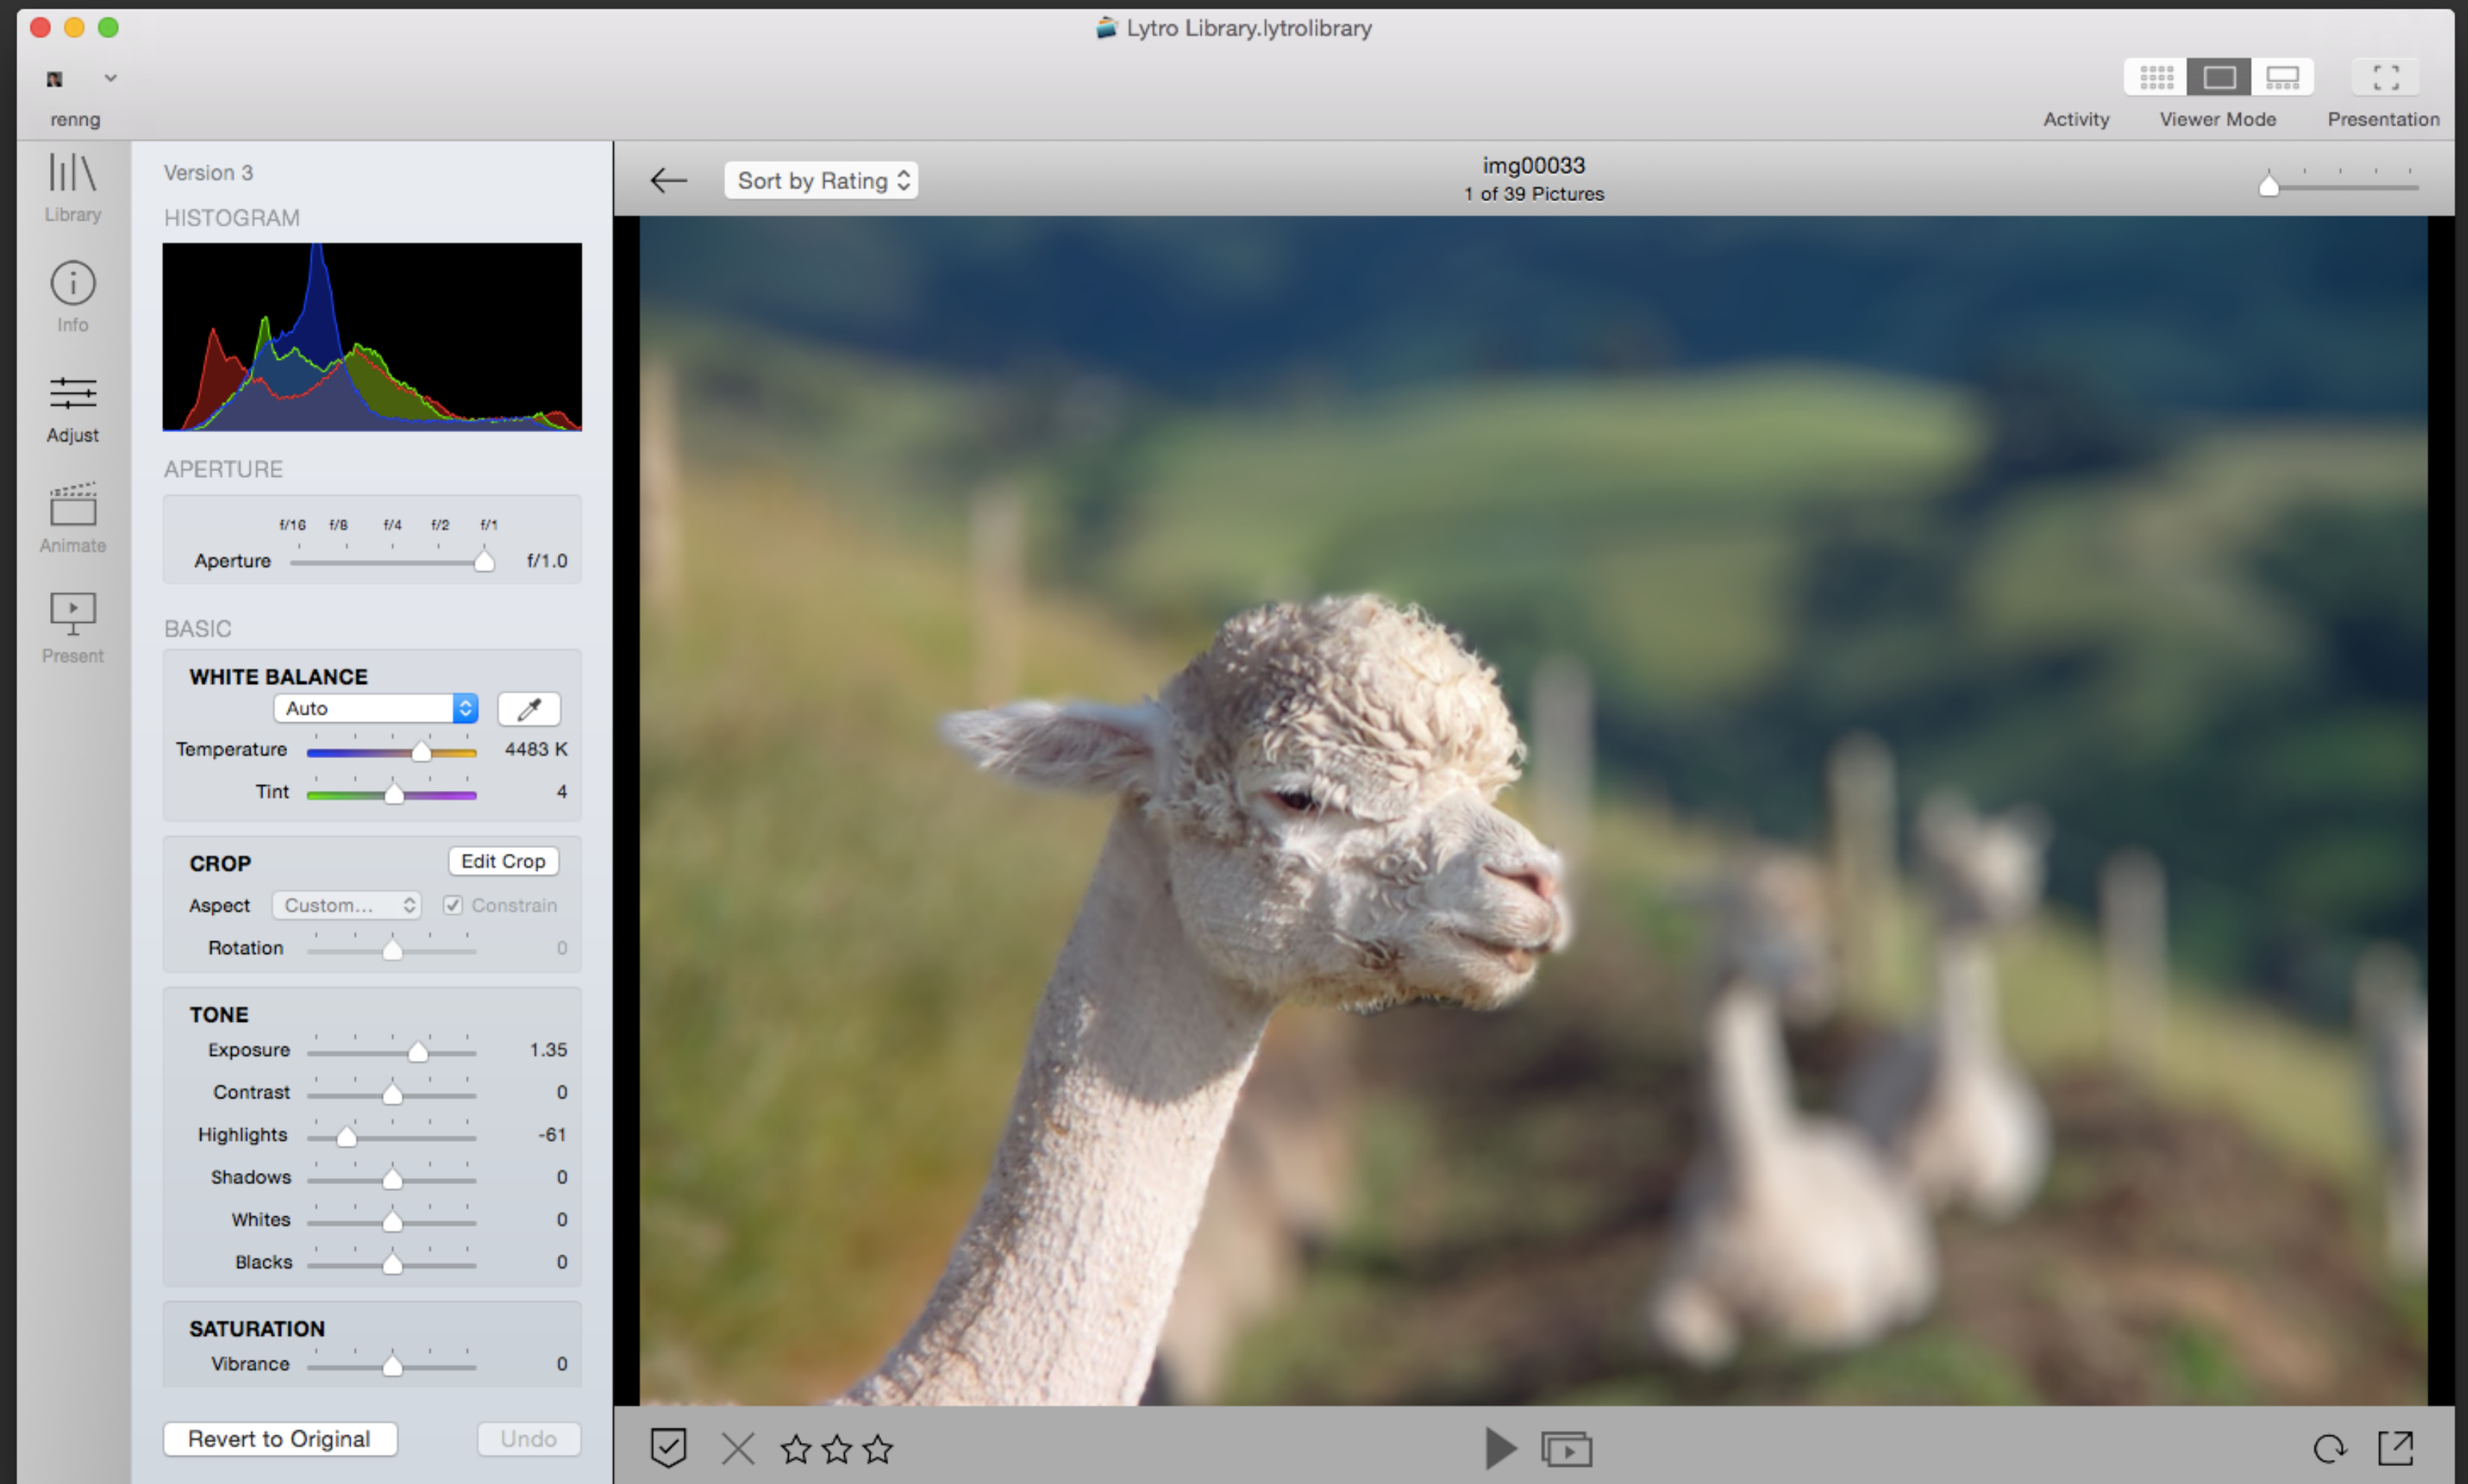 Lytro Library.lytrolibrary
renng
Activity
Viewer Mode
Presentation
Library
Info
Adjust
Animate
Present
Version 3
HISTOGRAM
APERTURE
f/16 f/8 f/4 f/2 f/1
Aperture f/1.0
BASIC
WHITE BALANCE
Auto
Temperature 4483 K
Tint 4
CROP Edit Crop
Aspect Custom... Constrain
Rotation 0
TONE
Exposure 1.35
Contrast 0
Highlights -61
Shadows 0
Whites 0
Blacks 0
SATURATION
Vibrance 0
Revert to Original Undo
Sort by Rating
img00033
1 of 39 Pictures